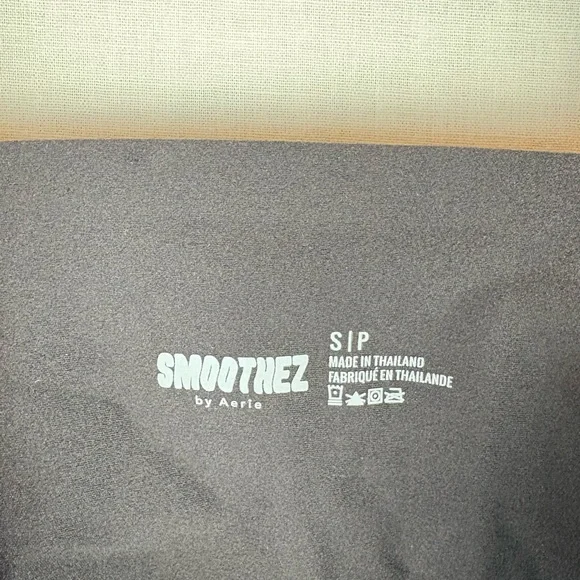 SMOOTHEZ
by Aerie
S|P
MADE IN THAILAND
FABRIQUÉ EN THAILANDE